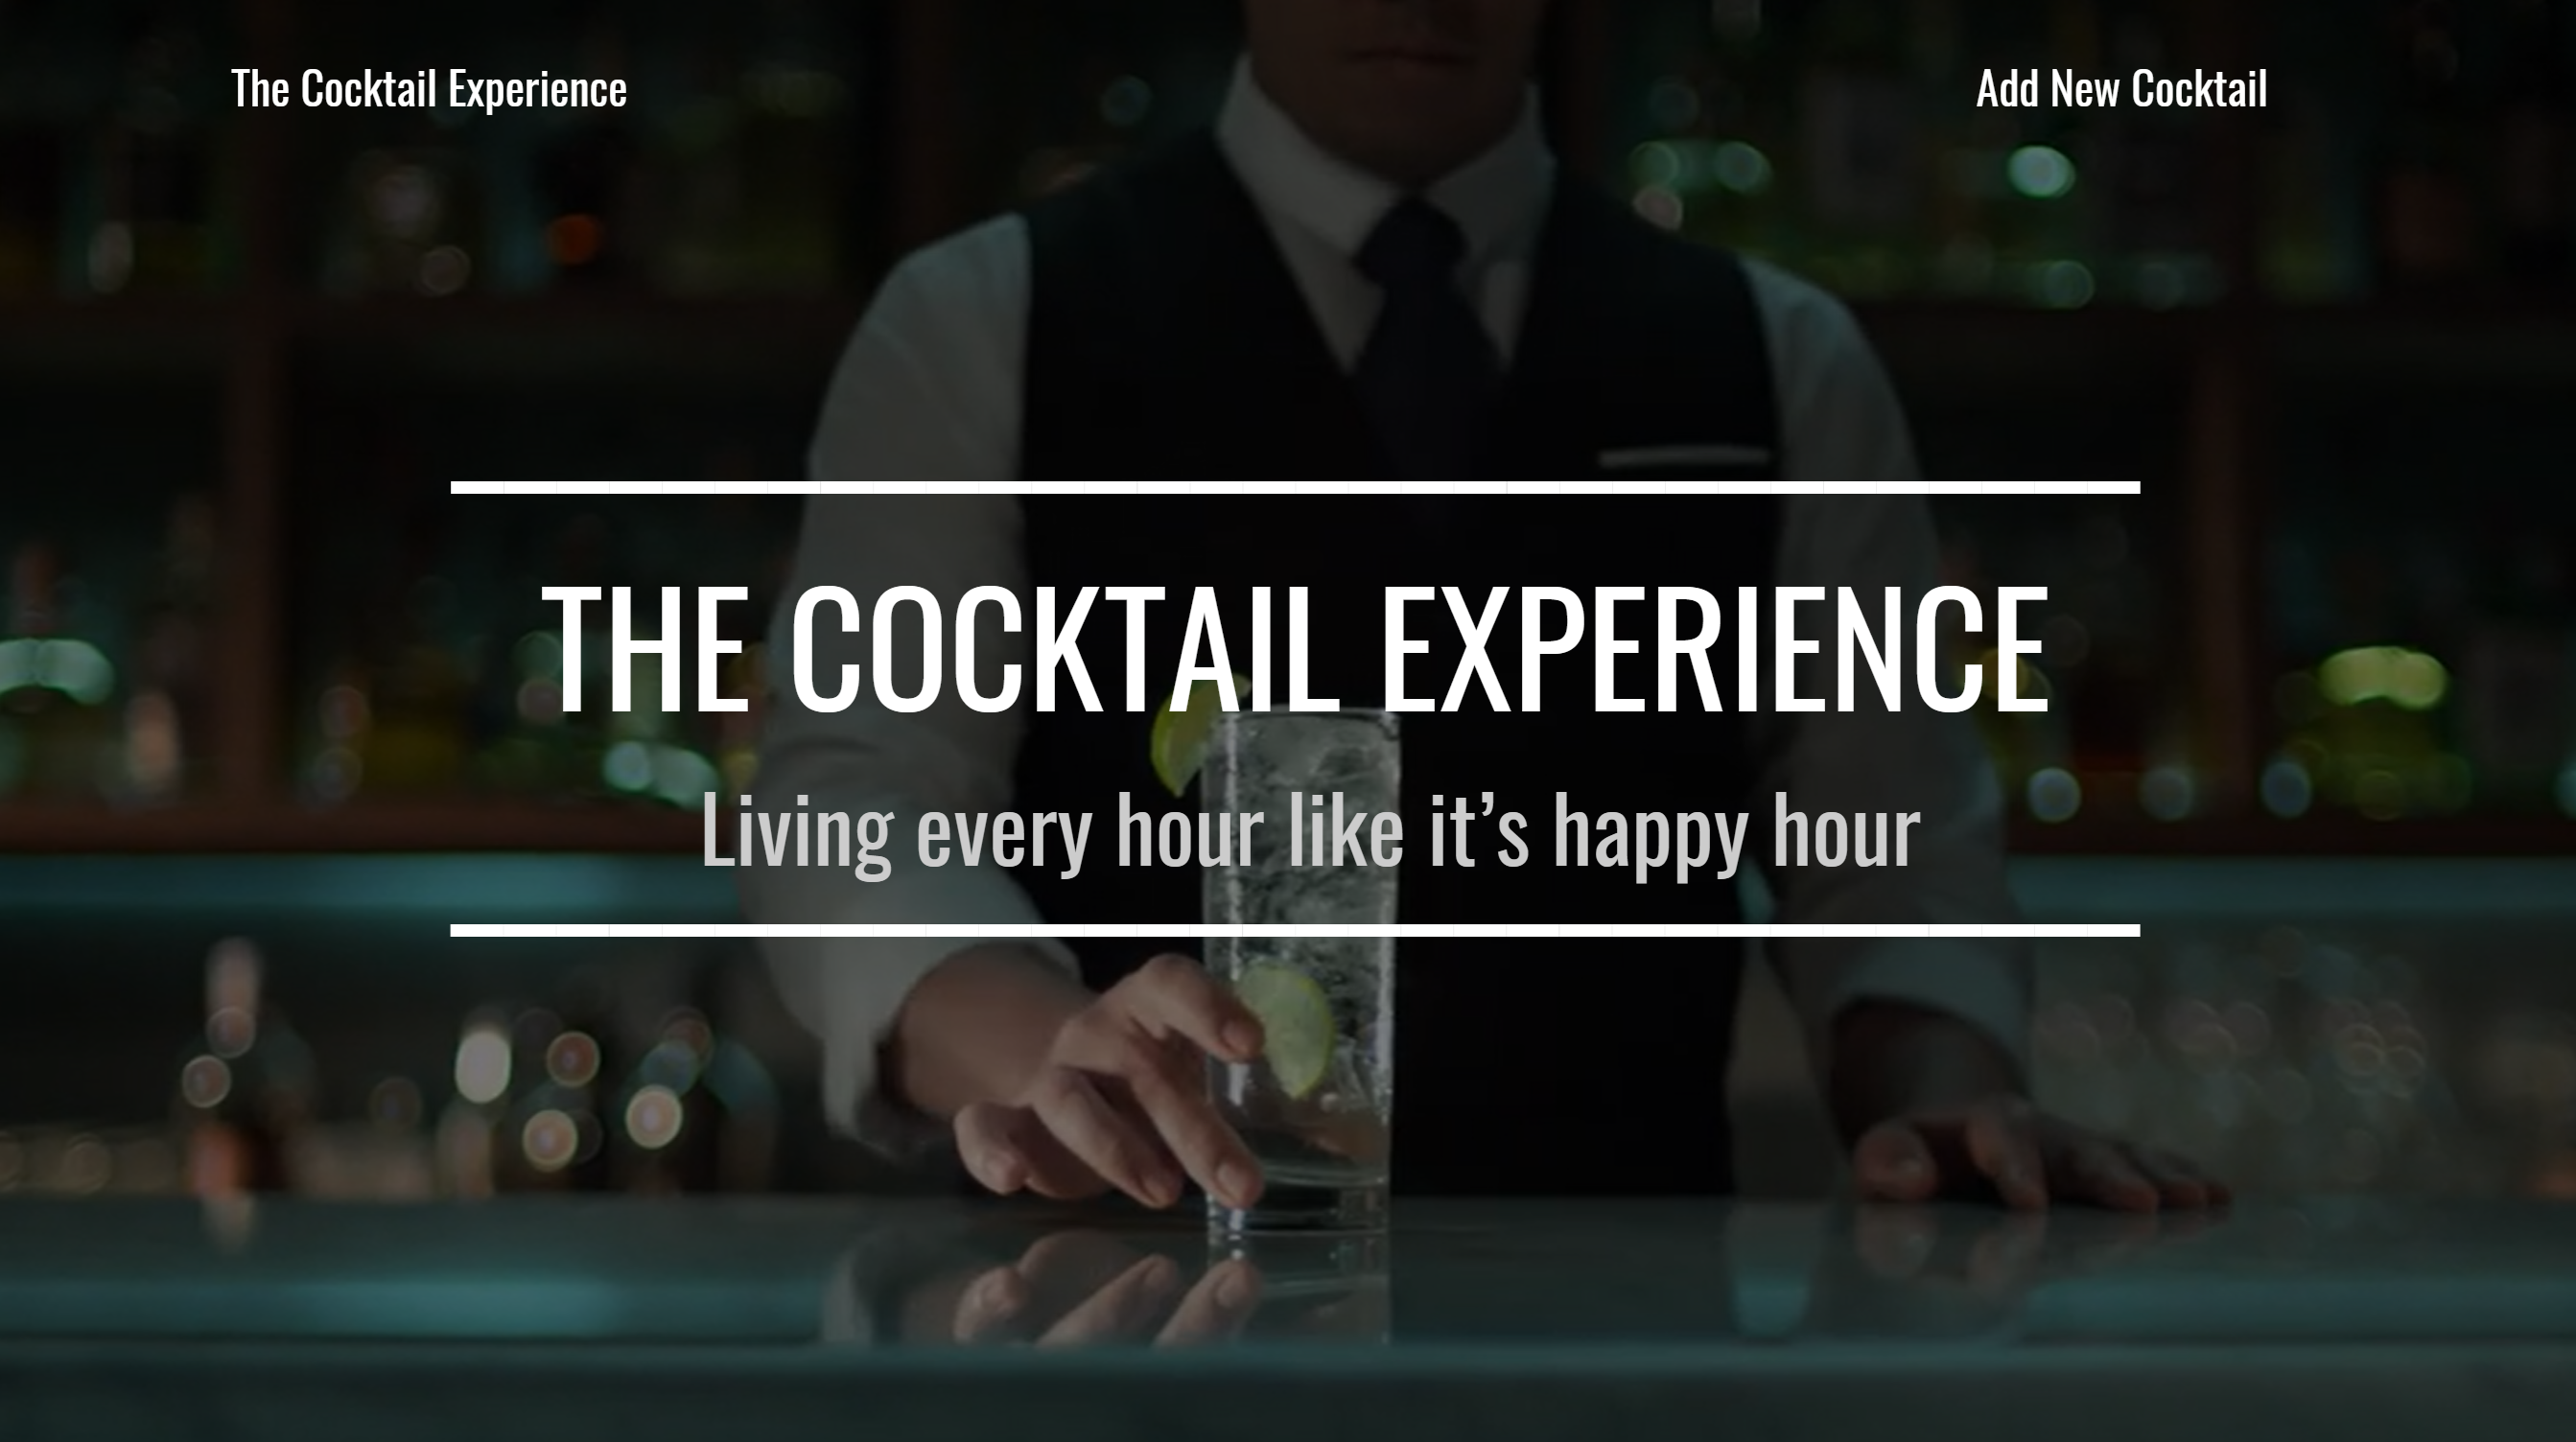 The Cocktail Experience
Add New Cocktail
THE COCKTAIL EXPERIENCE
Living every hour like it’s happy hour